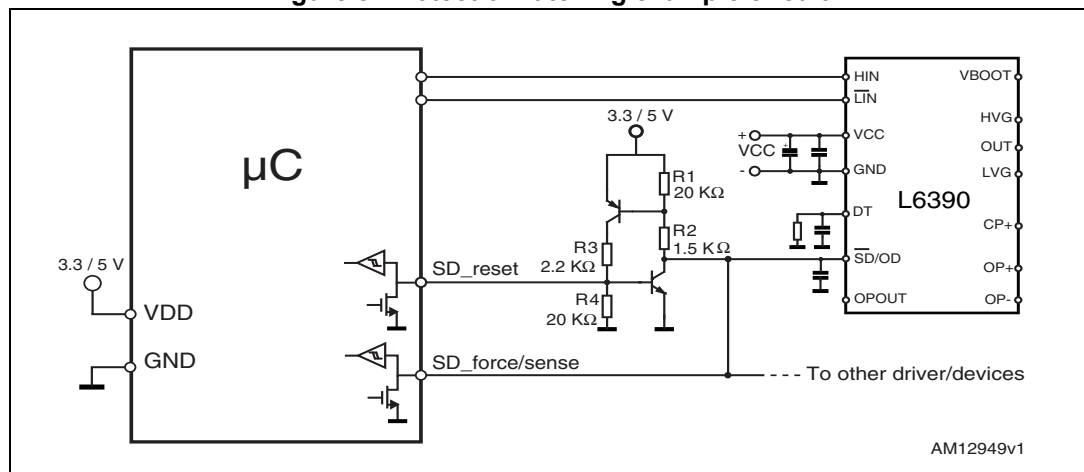 µC
3.3 / 5 V
VDD
GND
SD_reset
SD_force/sense
3.3 / 5 V
R1
20 KΩ
R2
1.5 KΩ
R3
2.2 KΩ
R4
20 KΩ
+
VCC
-
+
HIN
LIN
VCC
GND
DT
SD/OD
OPOUT
L6390
VBOOT
HVG
OUT
LVG
CP+
OP+
OP-
To other driver/devices
AM12949v1